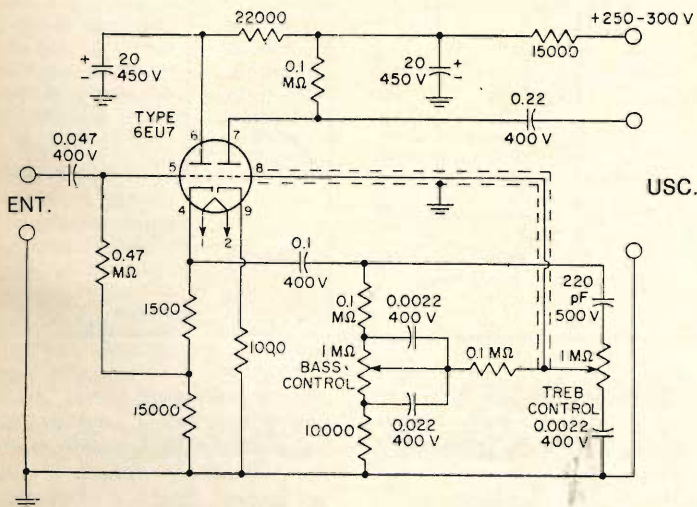 22000
+250-300 V
15000
+
20
-
450 V
0.1
MΩ
+
20
-
450 V
TYPE
6EU7
0.22
400 V
0.047
400 V
6
7
5
8
4
9
1
2
ENT.
USC.
0.47
MΩ
0.1
400 V
220
pF
500 V
1500
0.1
MΩ
0.0022
400 V
1000
1 MΩ
BASS
CONTROL
0.1 MΩ
1 MΩ
TREB
CONTROL
15000
0.022
400 V
0.0022
400 V
10000